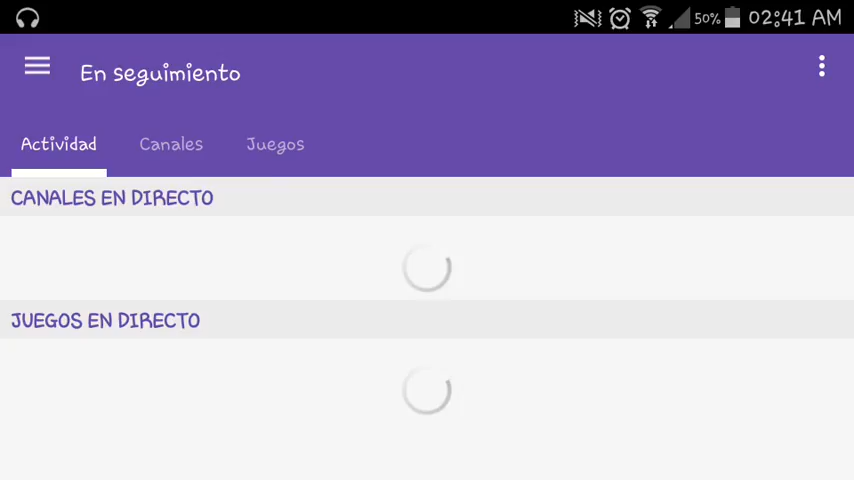 50% 02:41 AM
En seguimiento
Actividad Canales Juegos
CANALES EN DIRECTO
JUEGOS EN DIRECTO